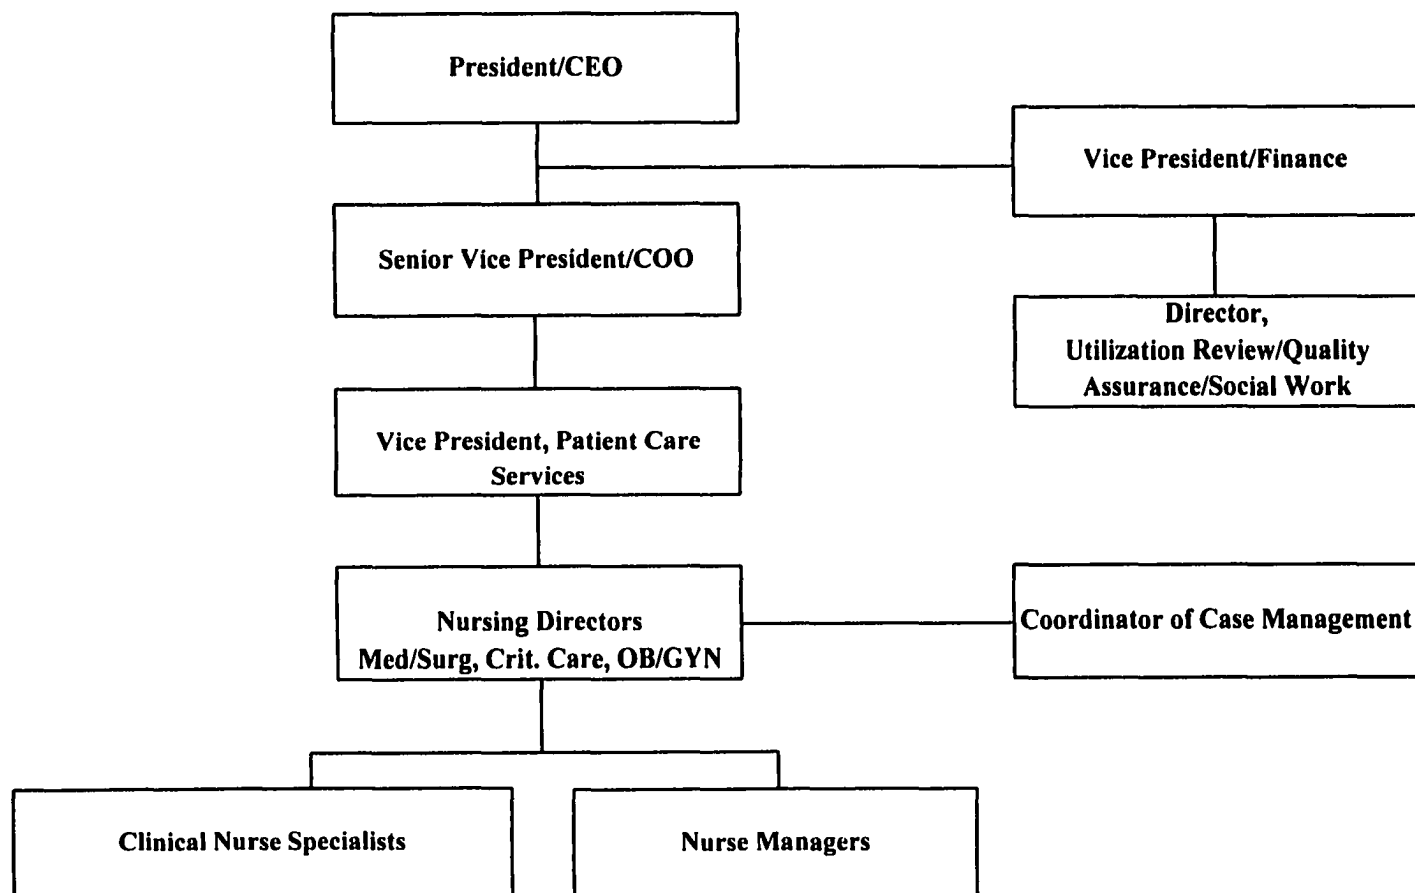 President/CEO
Vice President/Finance
Senior Vice President/COO
Director,
Utilization Review/Quality
Assurance/Social Work
Vice President, Patient Care
Services
Nursing Directors
Med/Surg, Crit. Care, OB/GYN
Coordinator of Case Management
Clinical Nurse Specialists
Nurse Managers